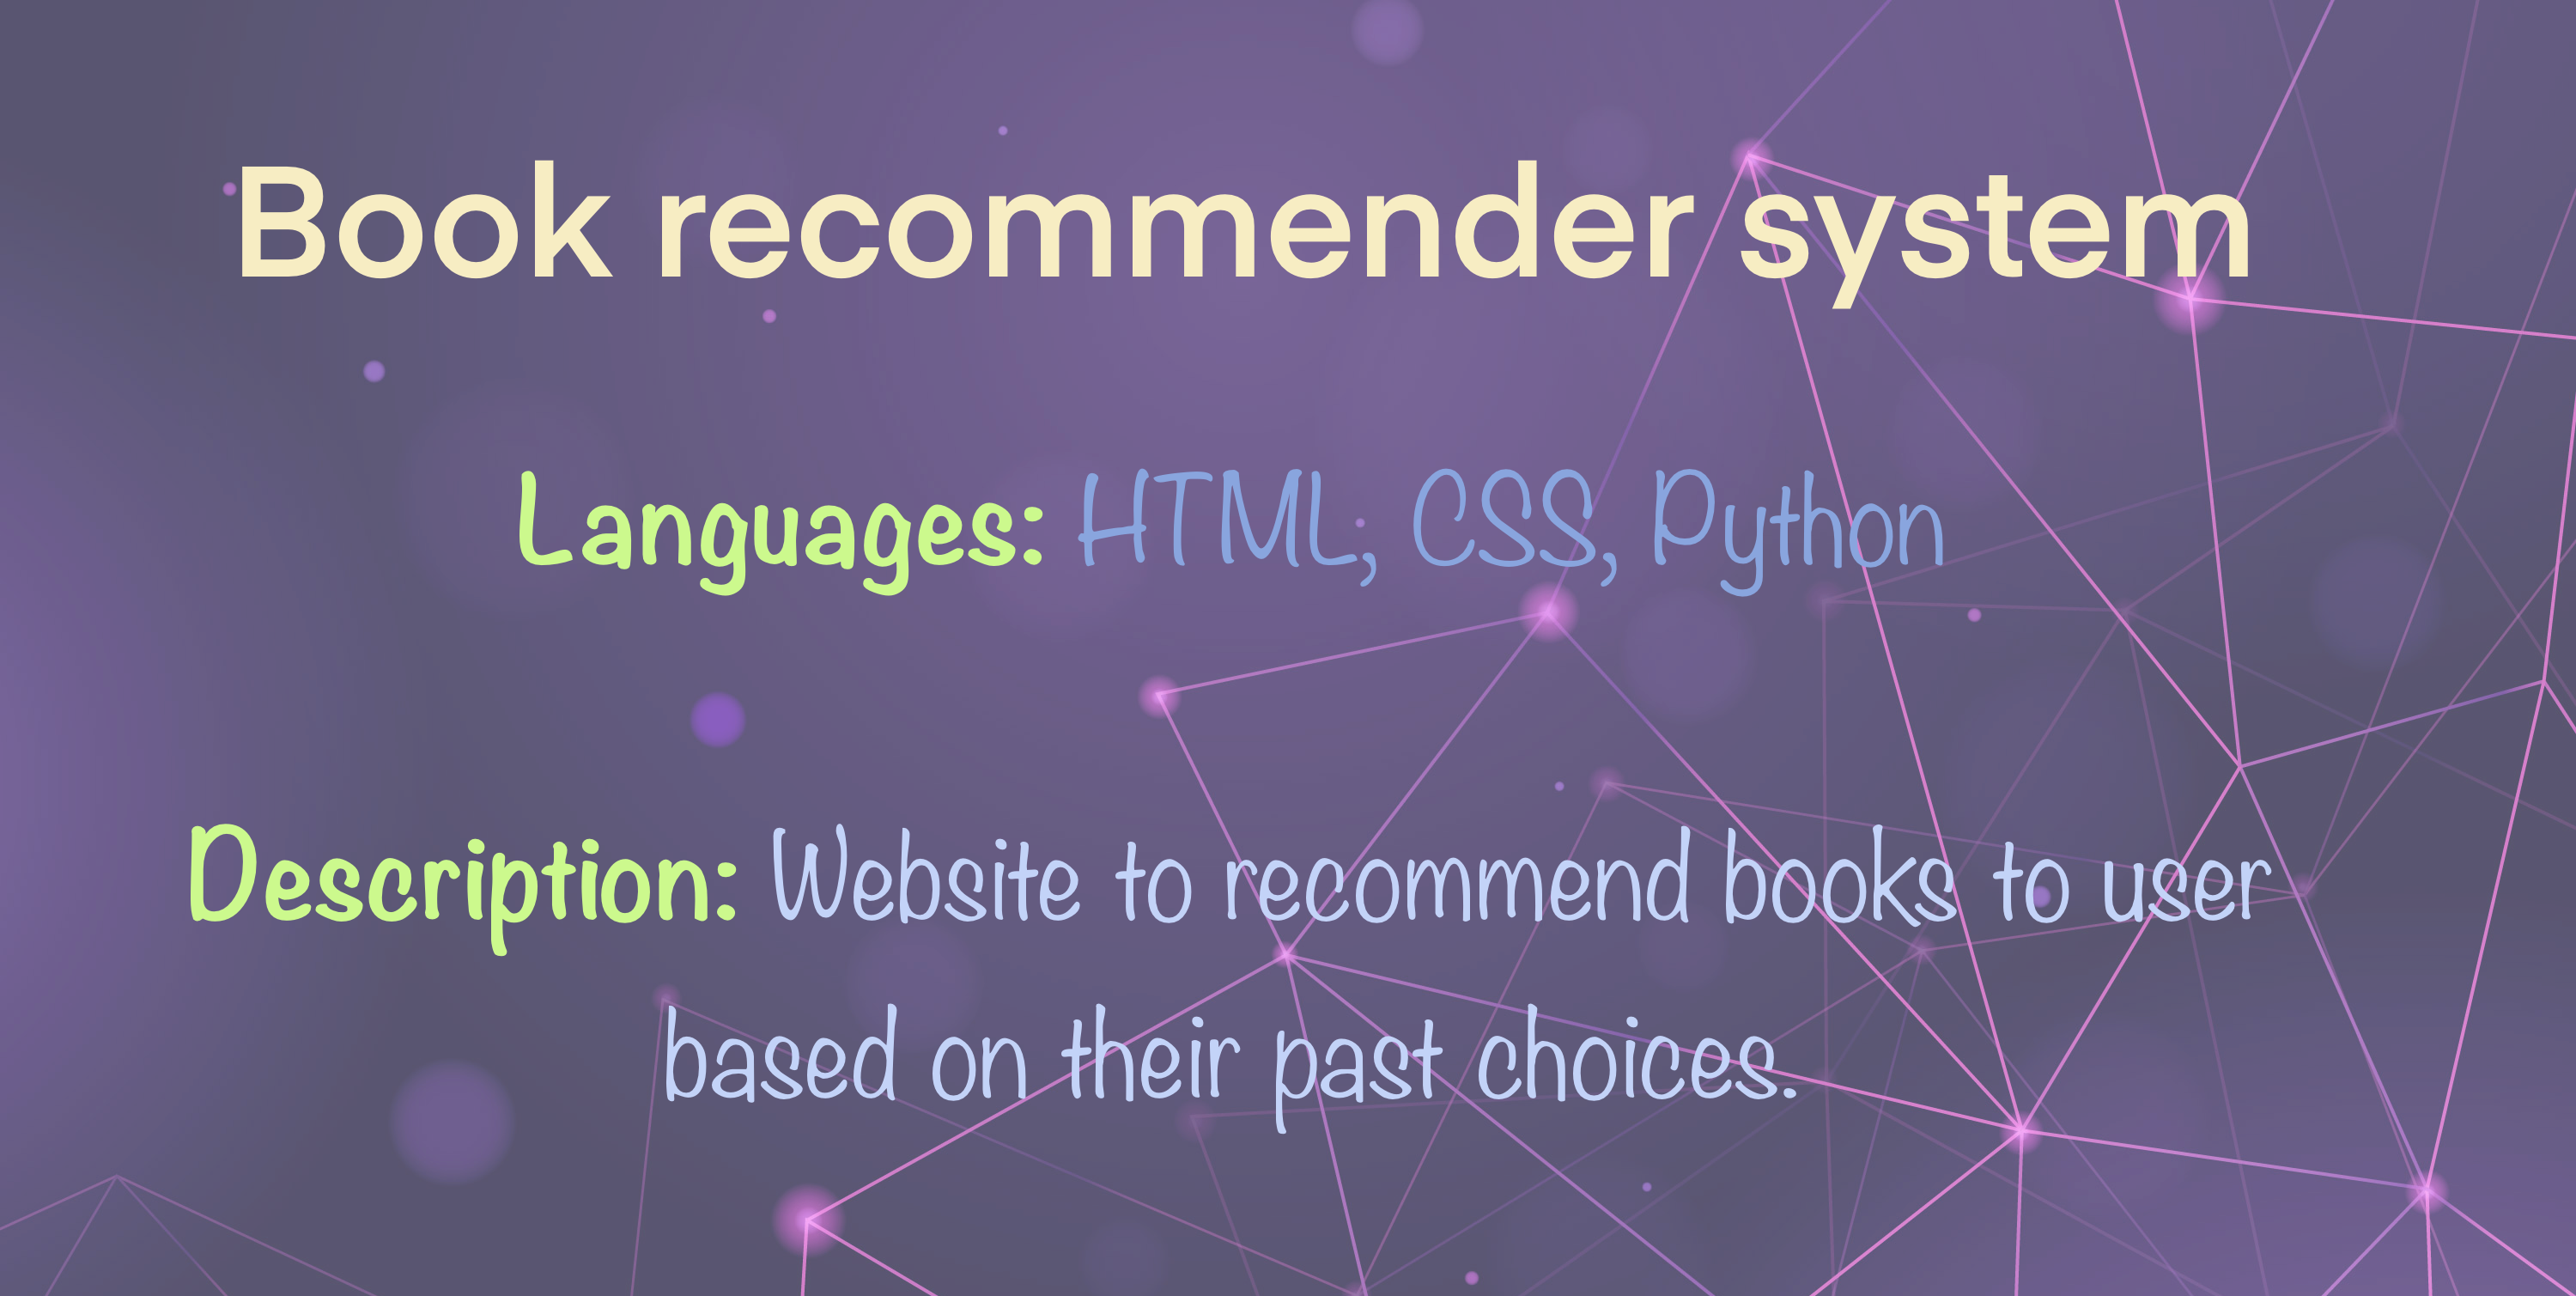 Book recommender system
Languages: HTML, CSS, Python
Description: Website to recommend books to user
based on their past choices.